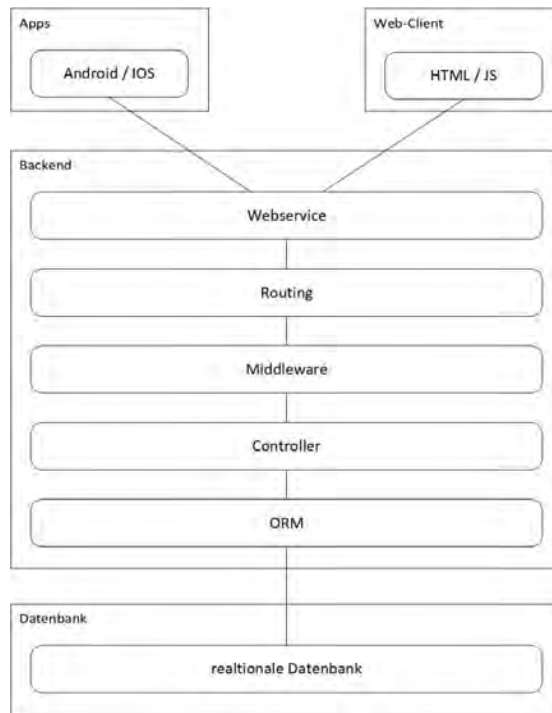 Apps
Android / IOS
Web-Client
HTML / JS
Backend
Webservice
Routing
Middleware
Controller
ORM
Datenbank
realtionale Datenbank